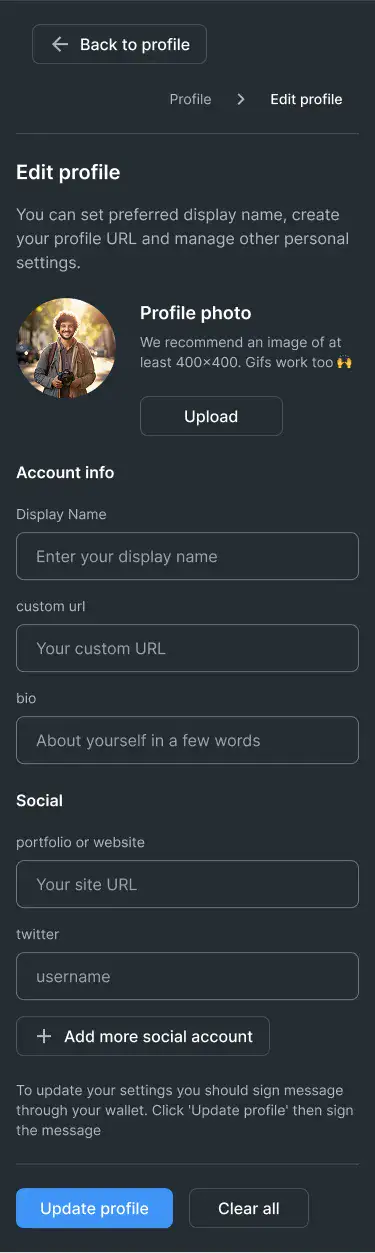 Back to profile
Profile
Edit profile
Edit profile
You can set preferred display name, create
your profile URL and manage other personal
settings.
Profile photo
We recommend an image of at
least 400×400. Gifs work too 🙌
Upload
Account info
Display Name
Enter your display name
custom url
Your custom URL
bio
About yourself in a few words
Social
portfolio or website
Your site URL
twitter
username
Add more social account
To update your settings you should sign message
through your wallet. Click 'Update profile' then sign
the message
Update profile
Clear all